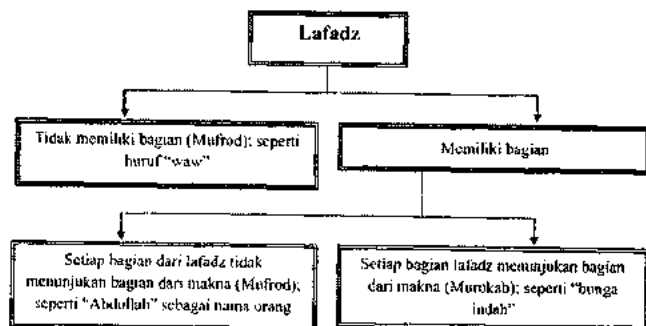 Lafadz
Tidak memiliki bagian (Mufrod); seperti
huruf “waw”
Memiliki bagian
Setiap bagian dari lafadz tidak
menunjukan bagian dari makna (Mufrod);
seperti “Abdullah” sebagai nama orang
Setiap bagian lafadz menunjukan bagian
dari makna (Murokab); seperti “bunga
indah”